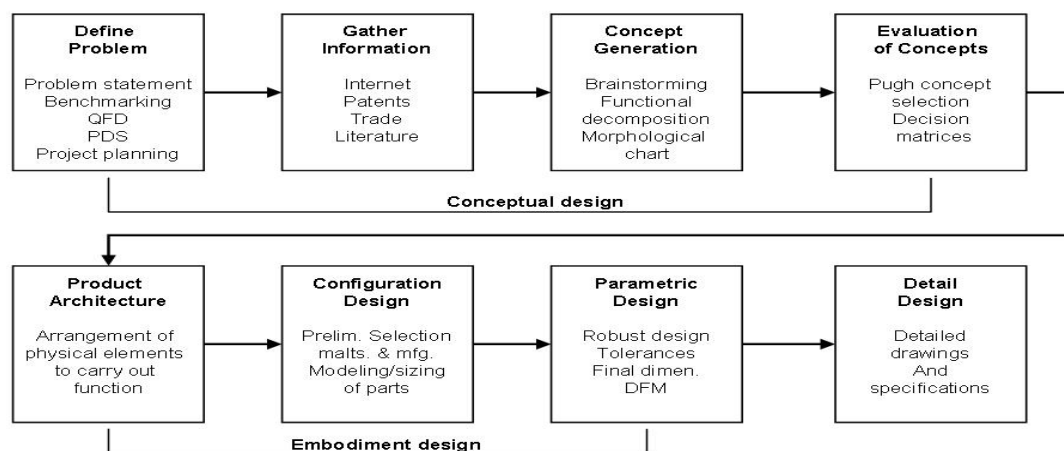 Define
Problem
Problem statement
Benchmarking
QFD
PDS
Project planning
Gather
Information
Internet
Patents
Trade
Literature
Concept
Generation
Brainstorming
Functional
decomposition
Morphological
chart
Evaluation
of Concepts
Pugh concept
selection
Decision
matrices
Conceptual design
Product
Architecture
Arrangement of
physical elements
to carry out
function
Configuration
Design
Prelim. Selection
malts. & mfg.
Modeling/sizing
of parts
Parametric
Design
Robust design
Tolerances
Final dimen.
DFM
Detail
Design
Detailed
drawings
And
specifications
Embodiment design